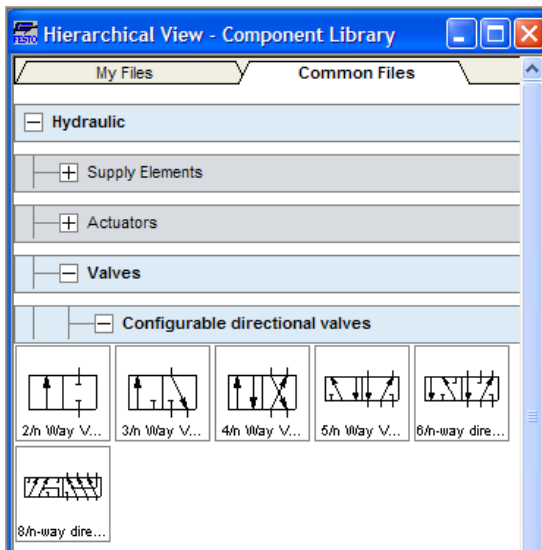 FESTO Hierarchical View - Component Library
My Files Common Files
Hydraulic
Supply Elements
Actuators
Valves
Configurable directional valves
2/n Way V... 3/n Way V... 4/n Way V... 5/n Way V... 6/n-way dire...
8/n-way dire...